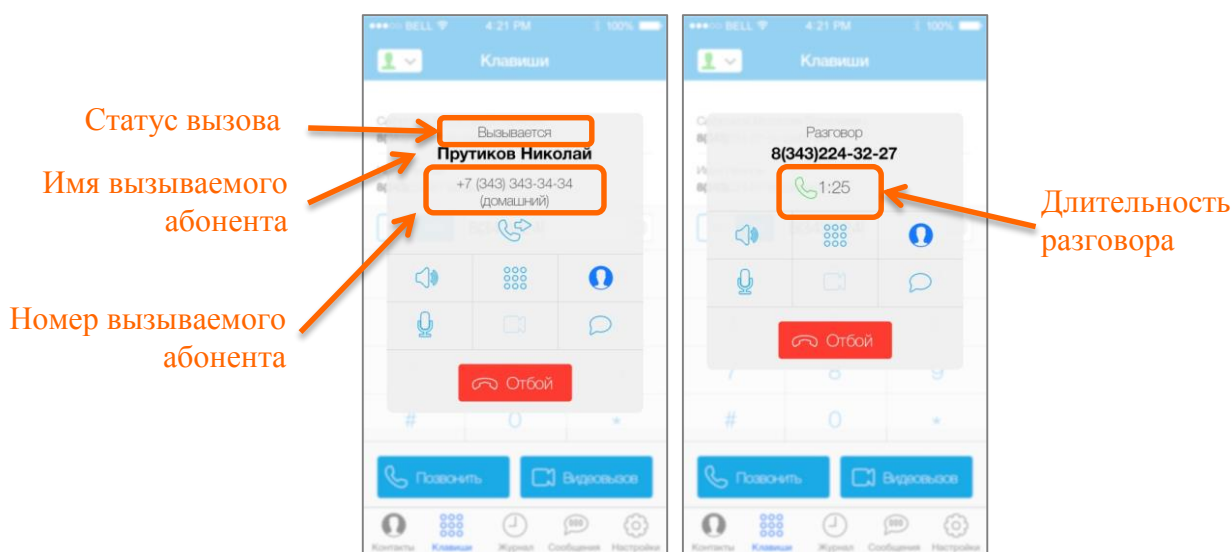 BELL 4:21 PM 100%
Клавиши
Вызывается
Прутиков Николай
+7 (343) 343-34-34
(домашний)
Отбой
# 0 *
Позвонить Видеовызов
Контакты Клавиши Журнал Сообщения Настройки
BELL 4:21 PM 100%
Клавиши
Разговор
8(343)224-32-27
1:25
Отбой
7 8 9
# 0 *
Позвонить Видеовызов
Контакты Клавиши Журнал Сообщения Настройки
Статус вызова
Имя вызываемого
абонента
Номер вызываемого
абонента
Длительность
разговора